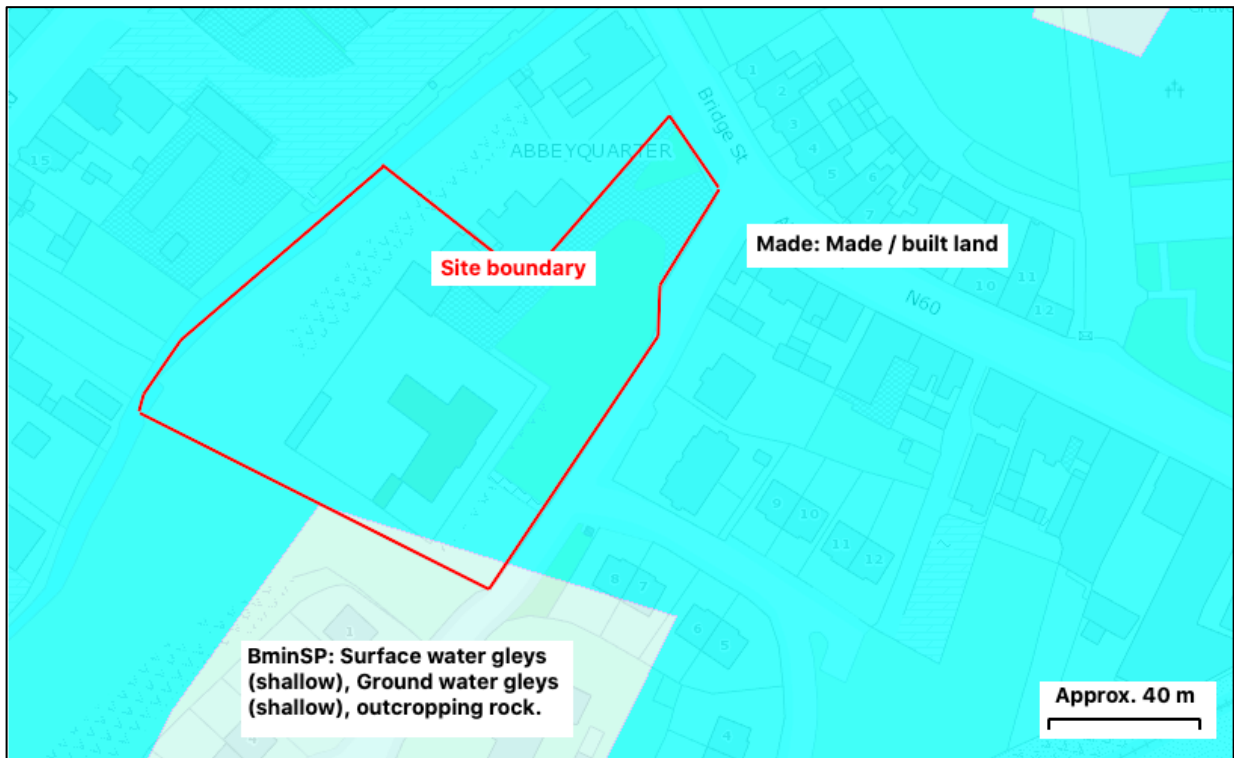 Bridge St
1
2
3
4
5
6
7
15
ABBEYQUARTER
Made: Made / built land
Site boundary
N60
10
11
12
9
10
11
12
8
7
6
5
1
4
BminSP: Surface water gleys
(shallow), Ground water gleys
(shallow), outcropping rock.
Approx. 40 m